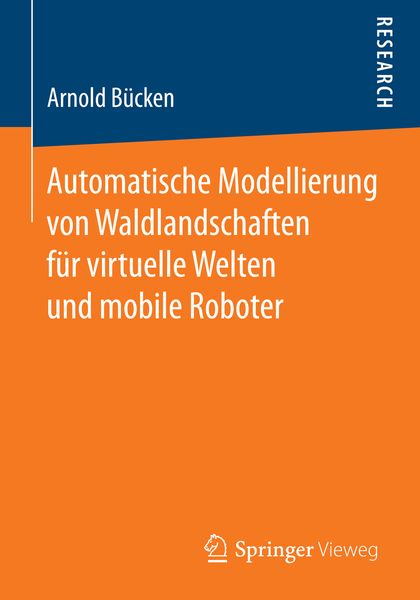 RESEARCH
Arnold Bücken
Automatische Modellierung
von Waldlandschaften
für virtuelle Welten
und mobile Roboter
Springer Vieweg